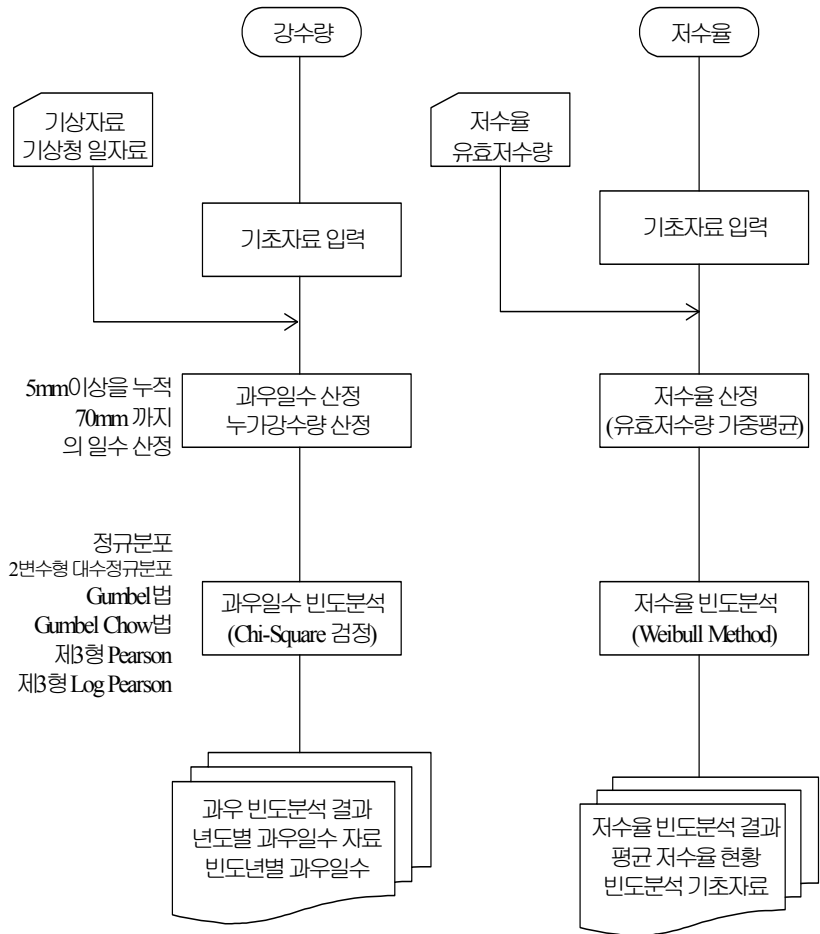 강수량
기상자료
기상청 일자료
기초자료 입력
5mm이상을 누적
70mm 까지
의 일수 산정
과우일수 산정
누가강수량 산정
정규분포
2변수형 대수정규분포
Gumbel법
Gumbel Chow법
제3형 Pearson
제3형 Log Pearson
과우일수 빈도분석
(Chi-Square 검정)
과우 빈도분석 결과
년도별 과우일수 자료
빈도년별 과우일수
저수율
저수율
유효저수량
기초자료 입력
저수율 산정
(유효저수량 가중평균)
저수율 빈도분석
(Weibull Method)
저수율 빈도분석 결과
평균 저수율 현황
빈도분석 기초자료